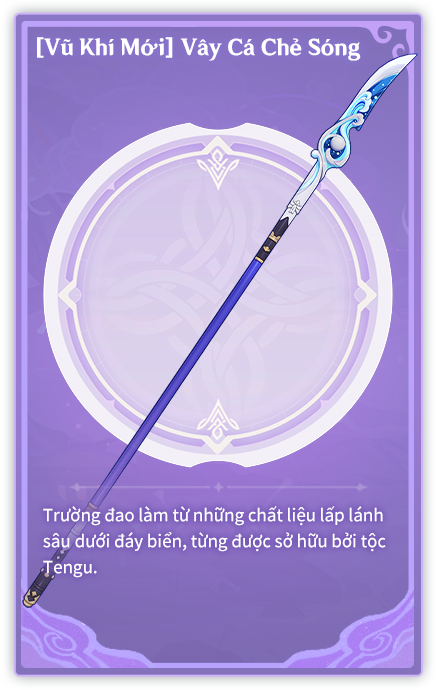 [Vũ Khí Mới] Vây Cá Chẻ Sóng
Trường đao làm từ những chất liệu lấp lánh
sâu dưới đáy biển, từng được sở hữu bởi tộc
Tengu.